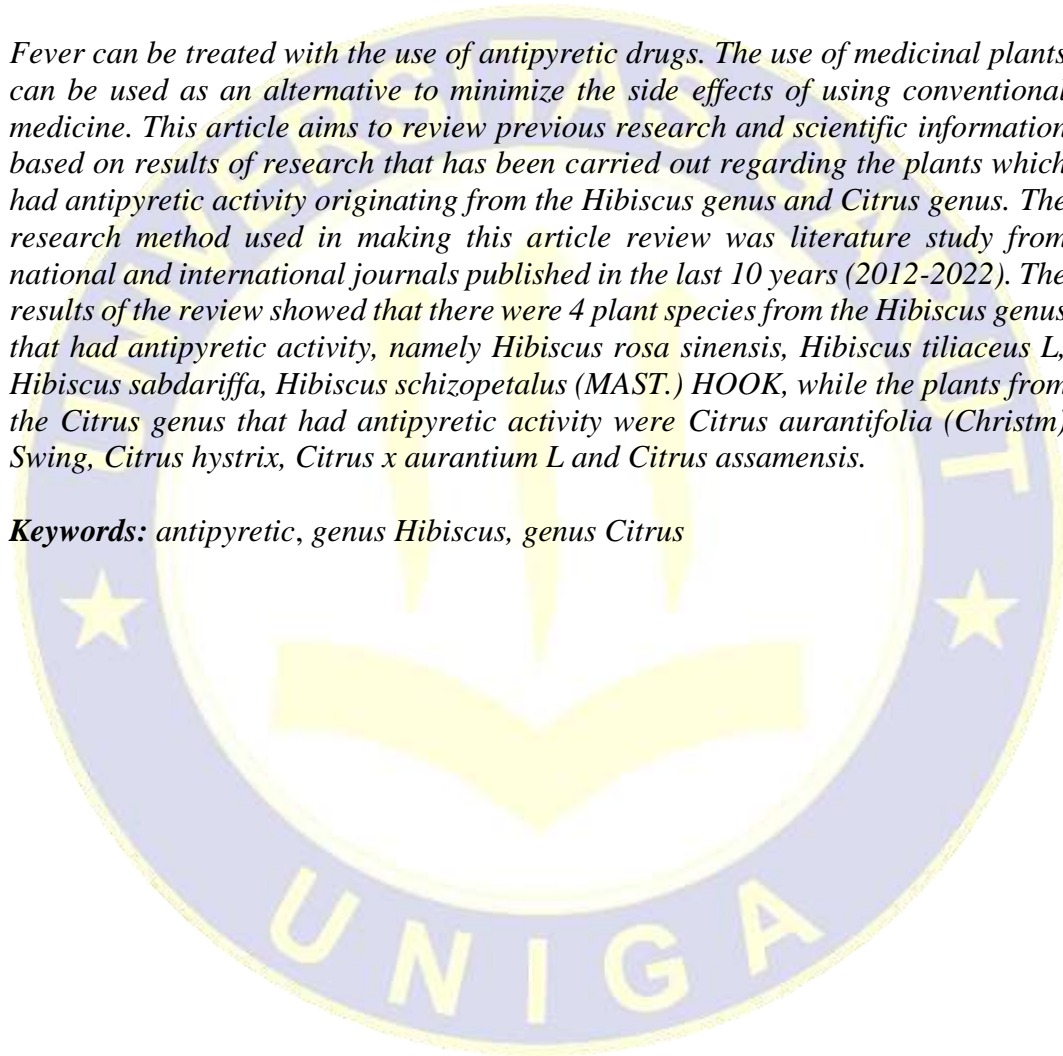 Fever can be treated with the use of antipyretic drugs. The use of medicinal plants
can be used as an alternative to minimize the side effects of using conventional
medicine. This article aims to review previous research and scientific information
based on results of research that has been carried out regarding the plants which
had antipyretic activity originating from the Hibiscus genus and Citrus genus. The
research method used in making this article review was literature study from
national and international journals published in the last 10 years (2012-2022). The
results of the review showed that there were 4 plant species from the Hibiscus genus
that had antipyretic activity, namely Hibiscus rosa sinensis, Hibiscus tiliaceus L,
Hibiscus sabdariffa, Hibiscus schizopetalus (MAST.) HOOK, while the plants from
the Citrus genus that had antipyretic activity were Citrus aurantifolia (Christm)
Swing, Citrus hystrix, Citrus x aurantium L and Citrus assamensis.
Keywords: antipyretic, genus Hibiscus, genus Citrus
UNIVERSITAS GARUT
UNIGA